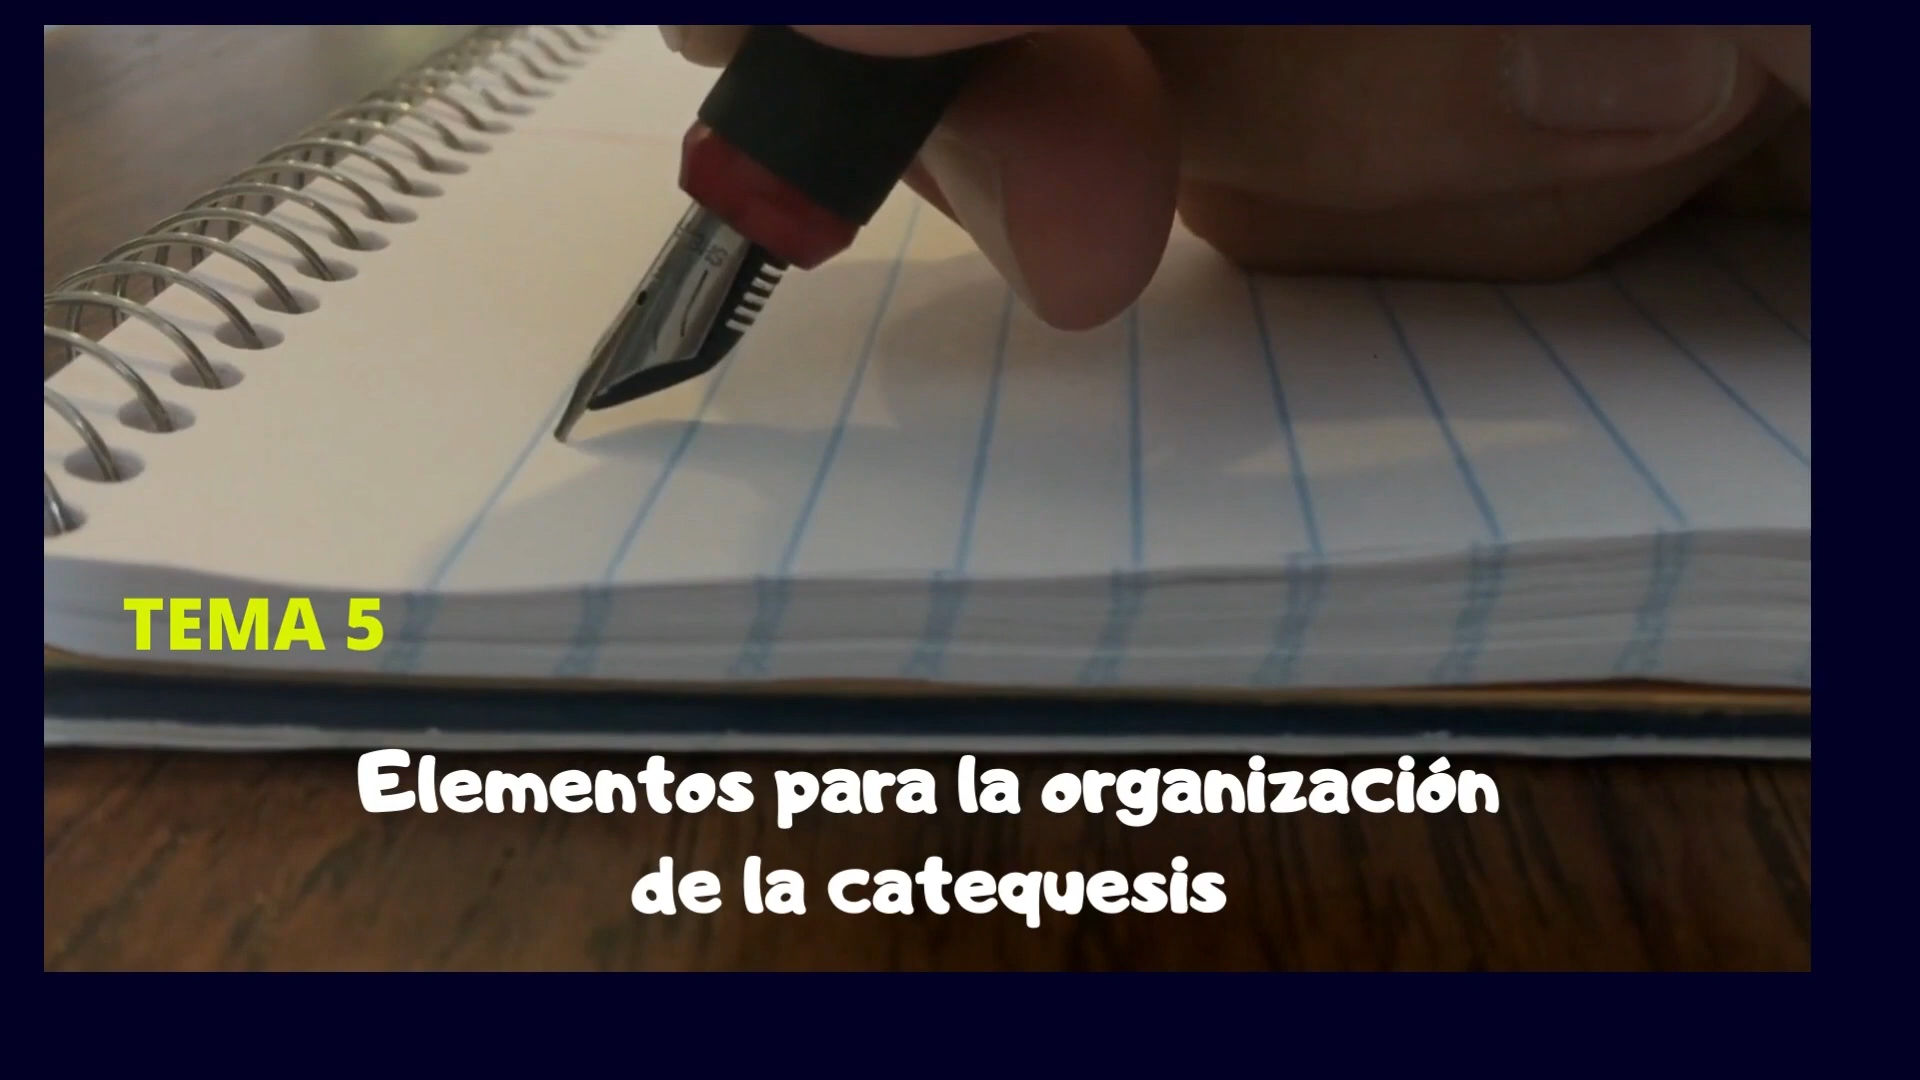 TEMA 5
Elementos para la organización
de la catequesis